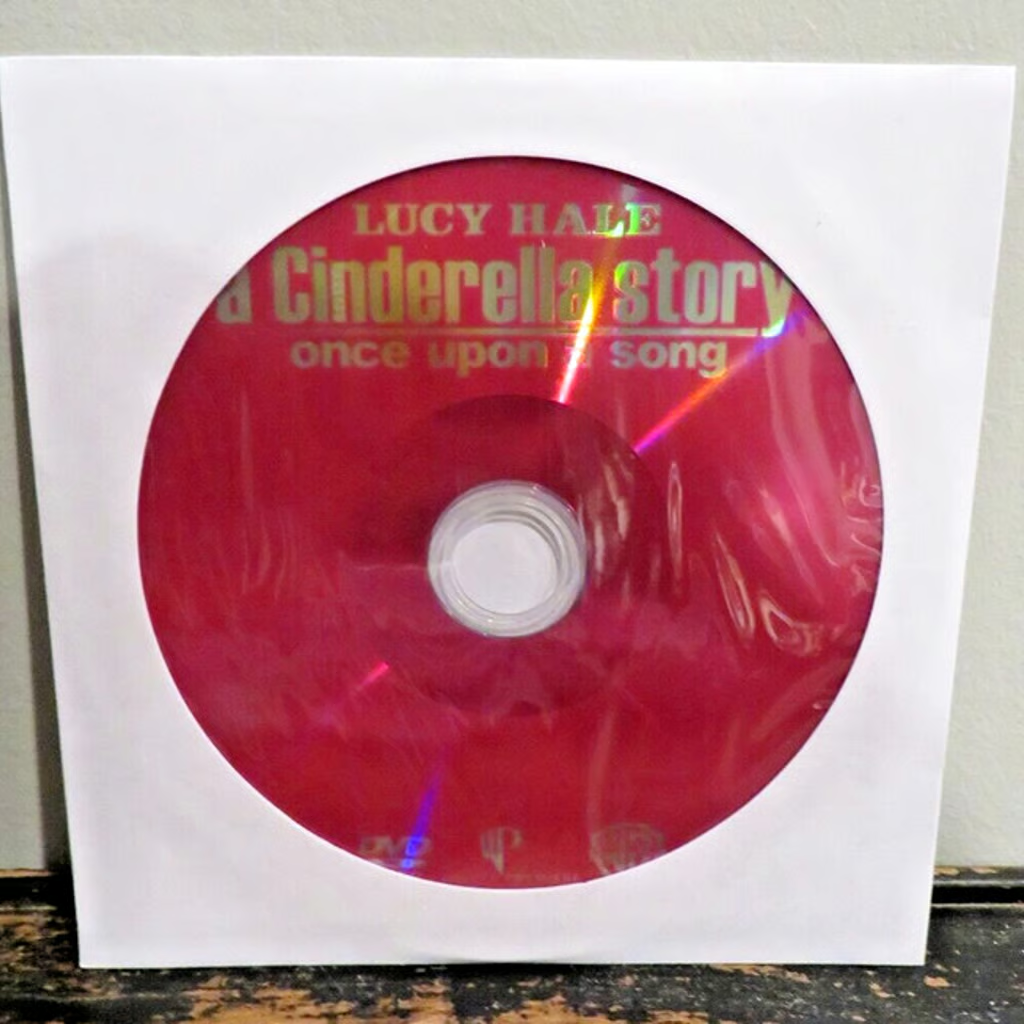 LUCY HALE
a Cinderella story
once upon a song
DVD